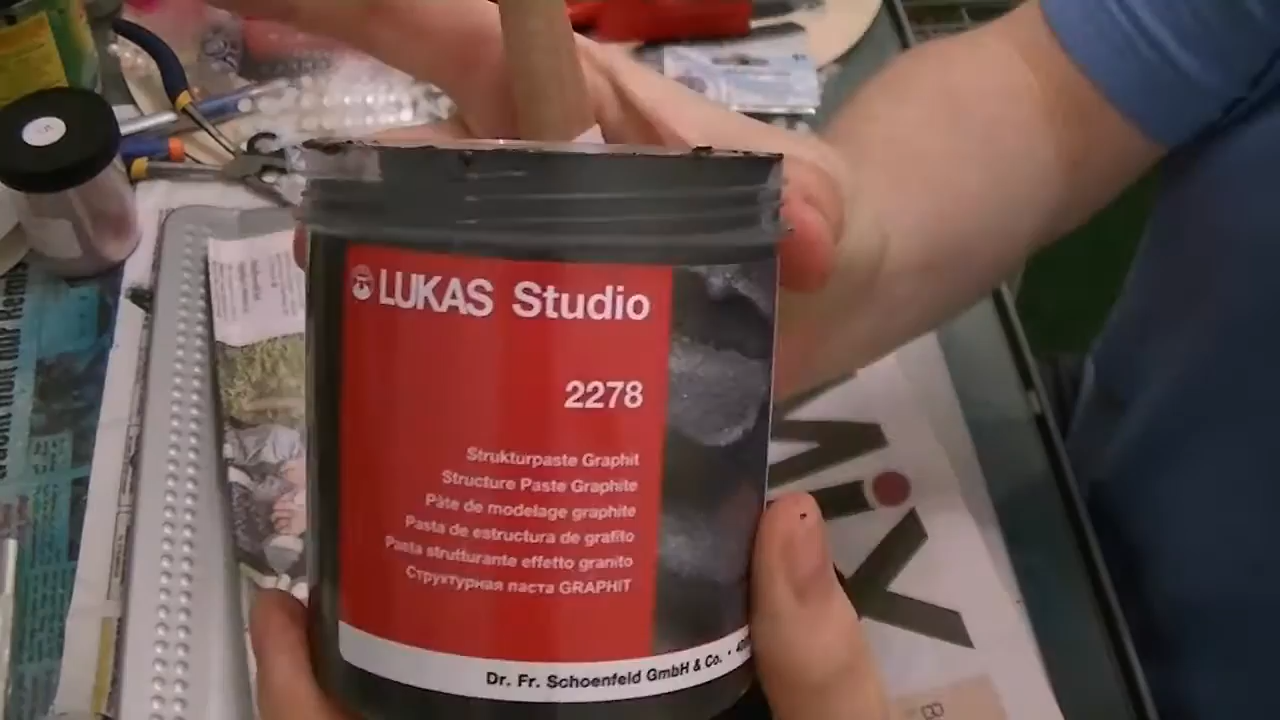 LUKAS Studio
2278
Strukturpaste Graphit
Structure Paste Graphite
Pâte de modelage graphite
Pasta de estructura de grafito
Pasta strutturante effetto granito
Структурная паста GRAPHIT
Dr. Fr. Schoenfeld GmbH & Co.